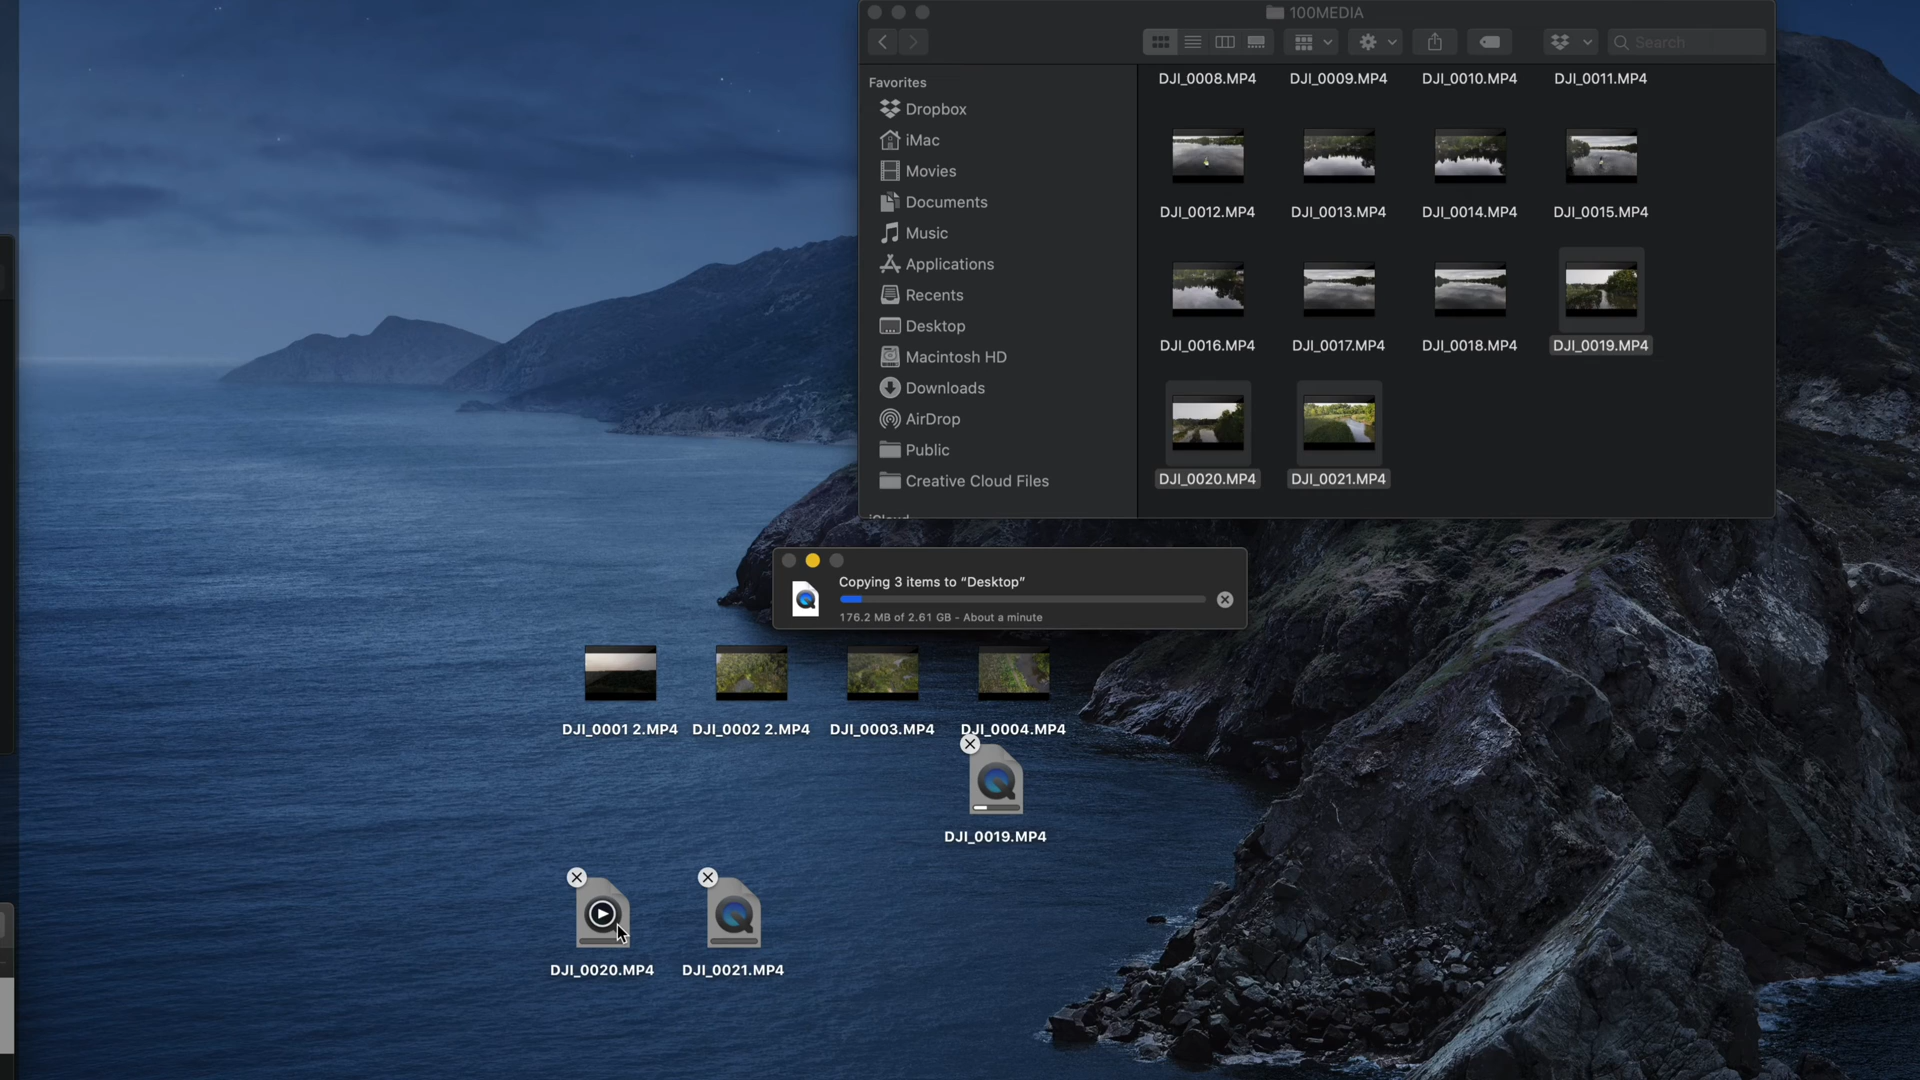 100MEDIA
Search
Favorites
Dropbox
iMac
Movies
Documents
Music
Applications
Recents
Desktop
Macintosh HD
Downloads
AirDrop
Public
Creative Cloud Files
iCloud
DJI_0008.MP4 DJI_0009.MP4 DJI_0010.MP4 DJI_0011.MP4
DJI_0012.MP4 DJI_0013.MP4 DJI_0014.MP4 DJI_0015.MP4
DJI_0016.MP4 DJI_0017.MP4 DJI_0018.MP4 DJI_0019.MP4
DJI_0020.MP4 DJI_0021.MP4
Copying 3 items to “Desktop”
176.2 MB of 2.61 GB - About a minute
DJI_0001 2.MP4 DJI_0002 2.MP4 DJI_0003.MP4 DJI_0004.MP4
DJI_0019.MP4
DJI_0020.MP4 DJI_0021.MP4